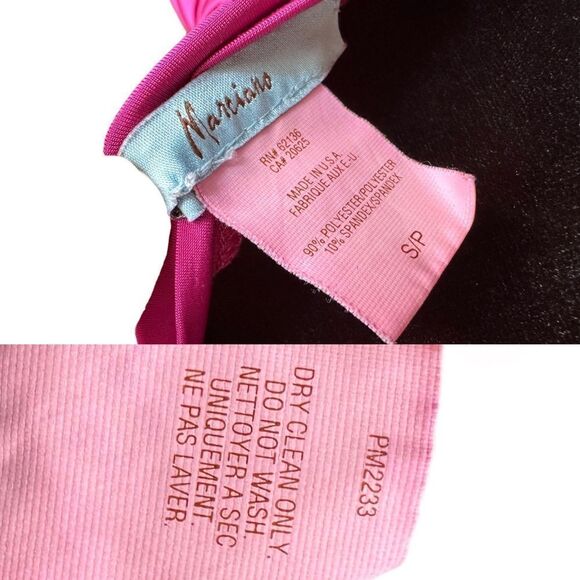 Marciano
RN# 62136
CA# 20625
MADE IN U.S.A.
FABRIQUE AUX E.-U.
90% POLYESTER/POLYESTER
10% SPANDEX/SPANDEX
S/P
DRY CLEAN ONLY.
DO NOT WASH.
NETTOYER A SEC
UNIQUEMENT.
NE PAS LAVER.
PM2233